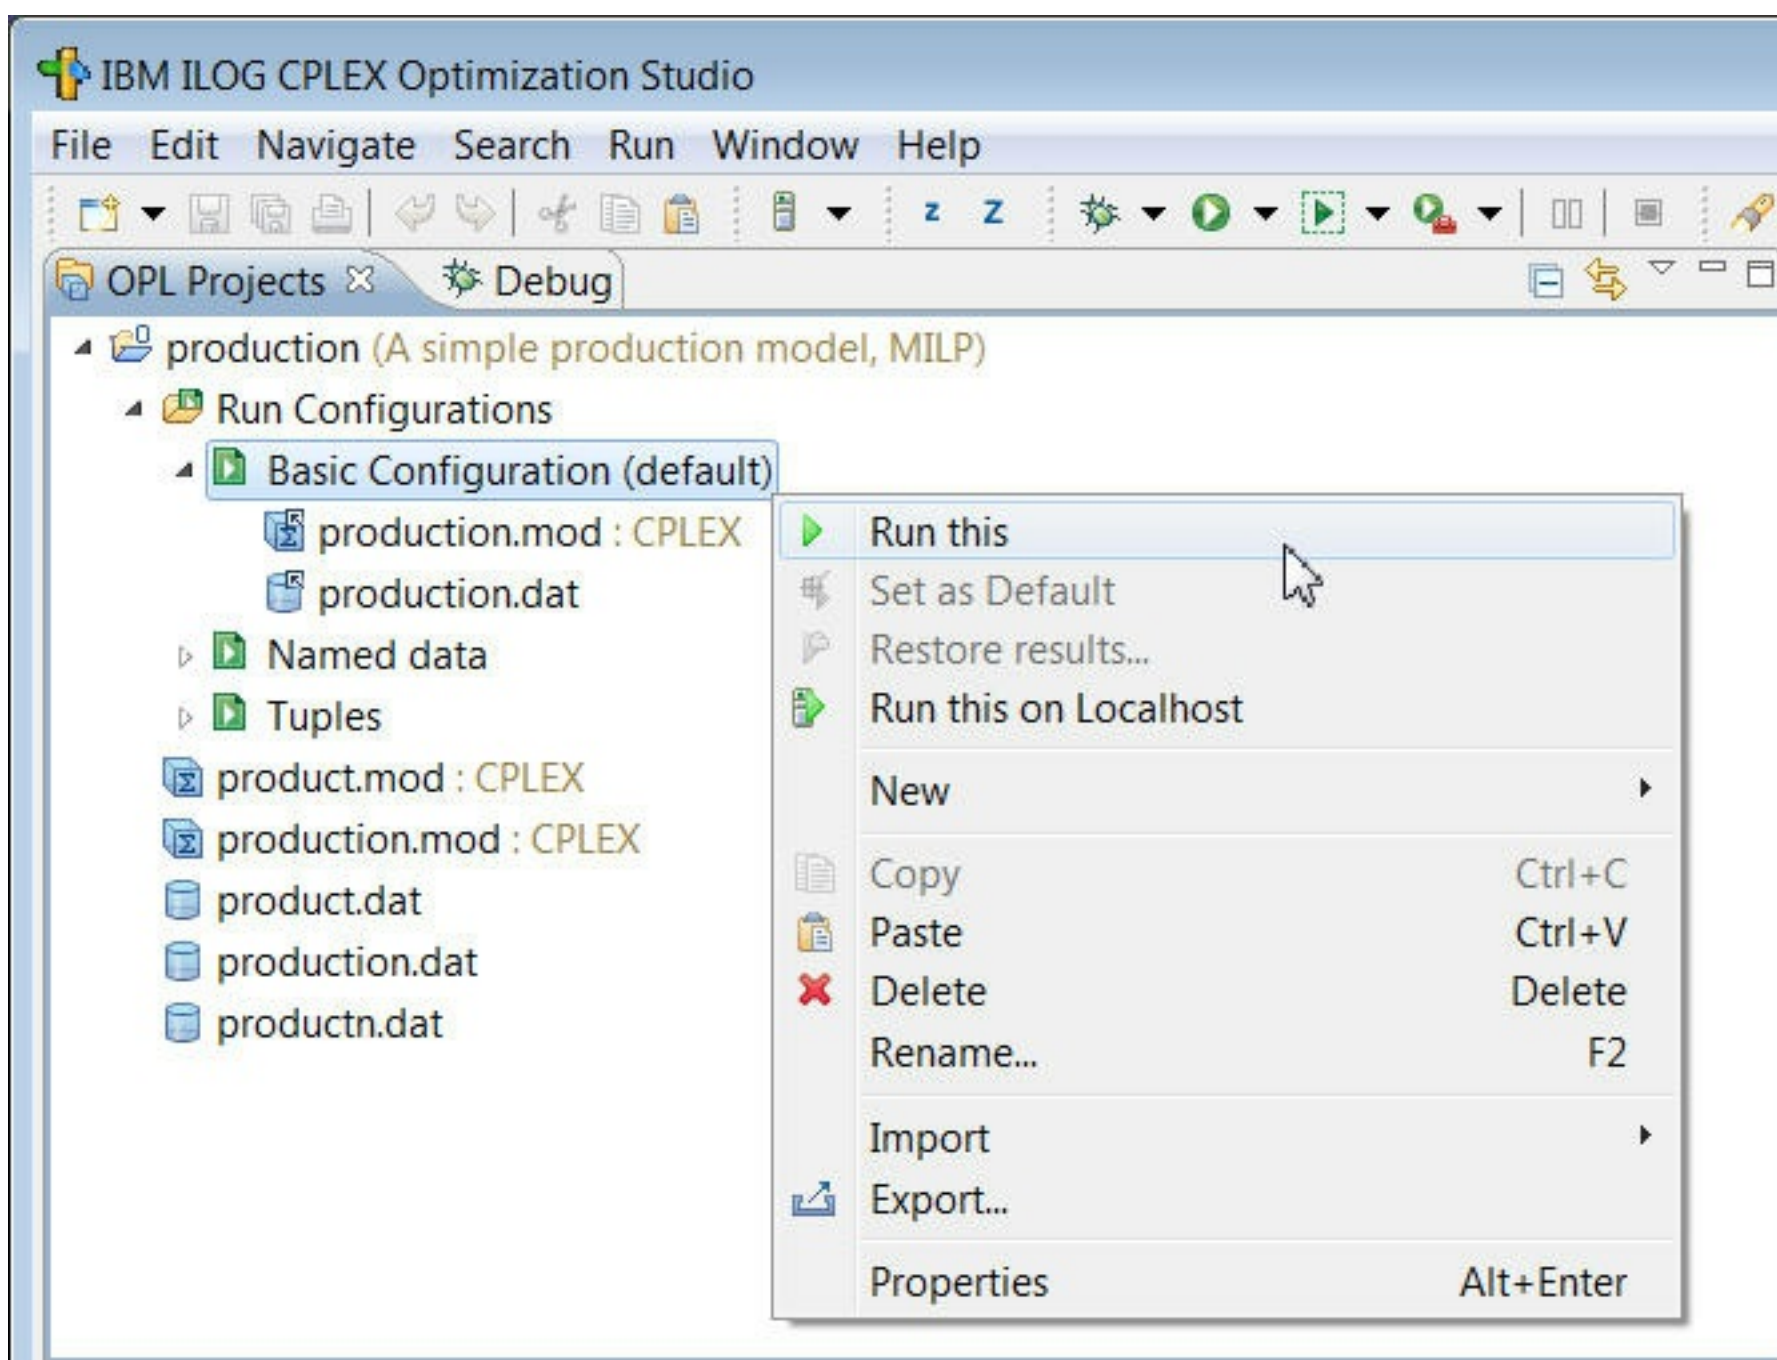 IBM ILOG CPLEX Optimization Studio
File Edit Navigate Search Run Window Help
z Z
OPL Projects Debug
production (A simple production model, MILP)
Run Configurations
Basic Configuration (default)
production.mod : CPLEX
production.dat
Named data
Tuples
product.mod : CPLEX
production.mod : CPLEX
product.dat
production.dat
productn.dat
Run this
Set as Default
Restore results...
Run this on Localhost
New
Copy Ctrl+C
Paste Ctrl+V
Delete Delete
Rename... F2
Import
Export...
Properties Alt+Enter